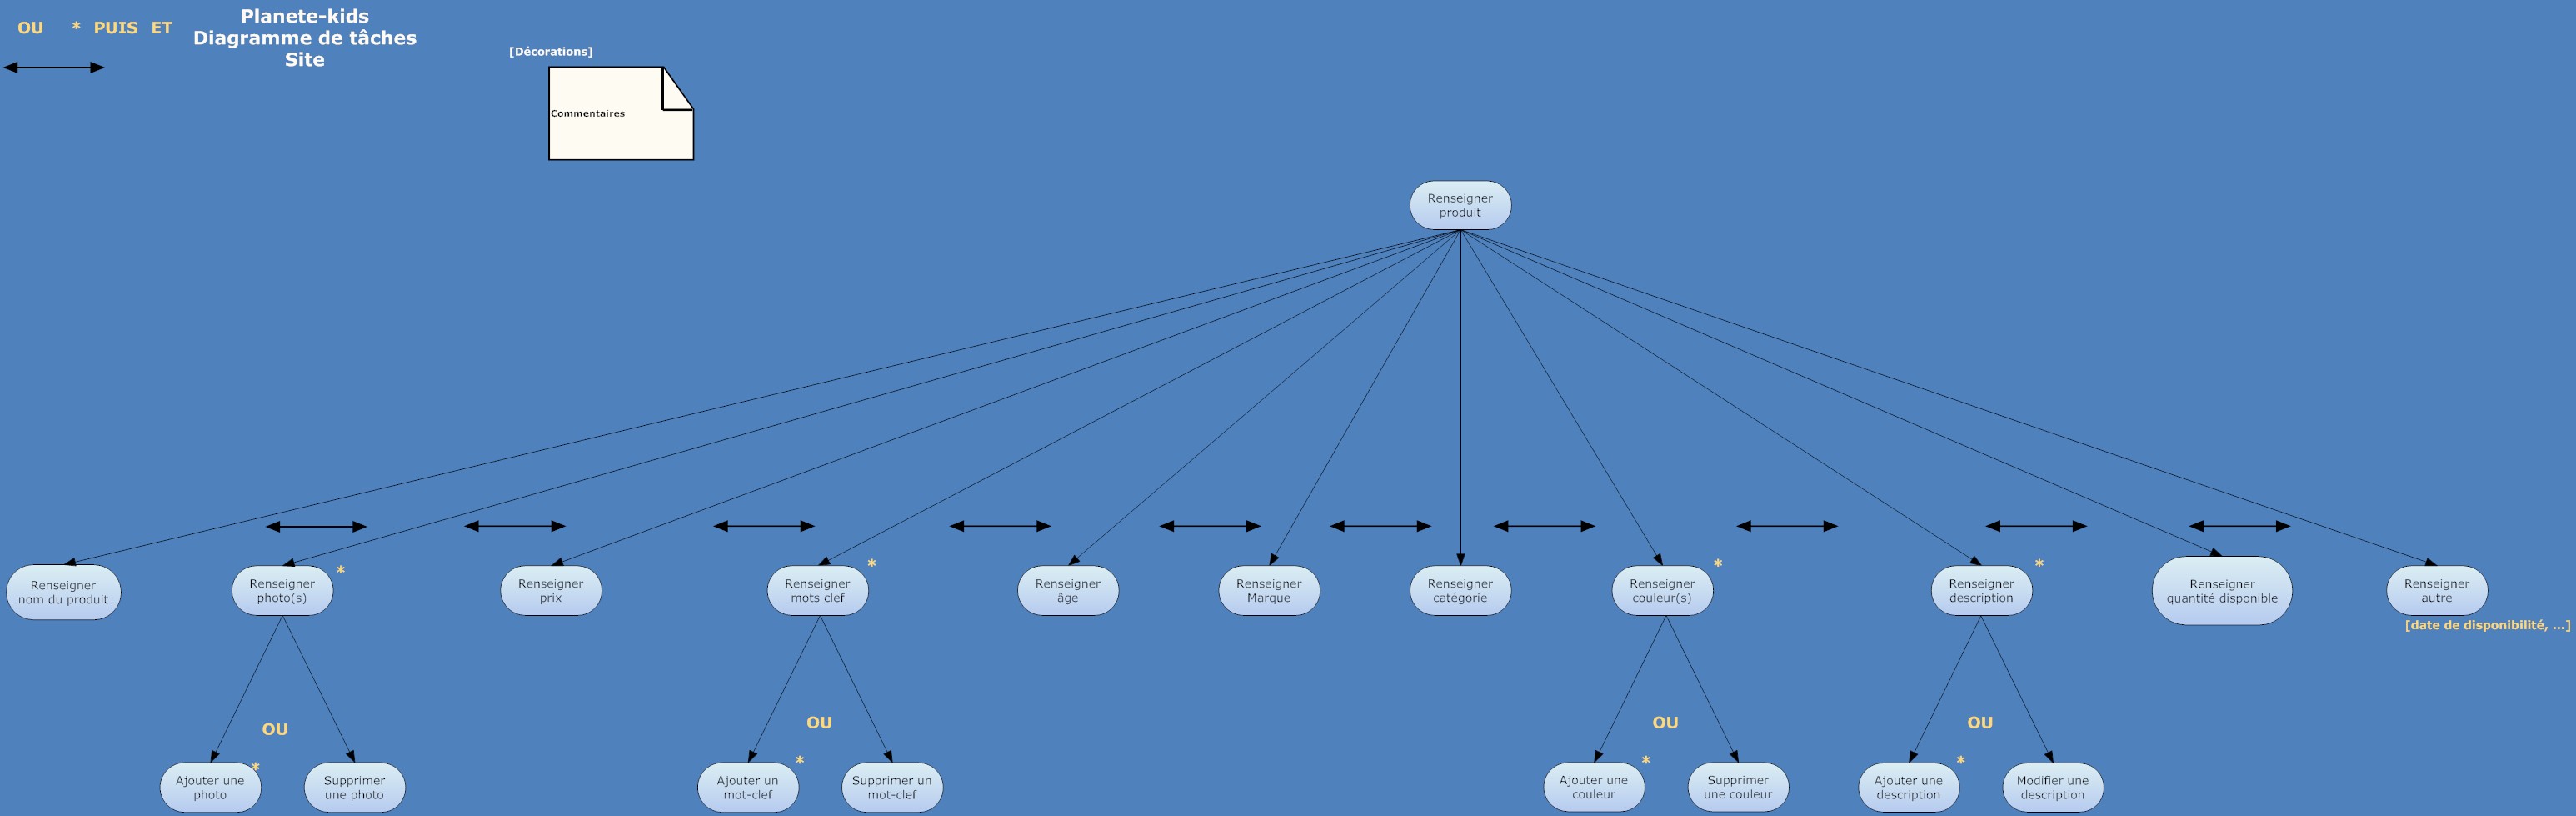 OU * PUIS ET
Planete-kids
Diagramme de tâches
Site
[Décorations]
Commentaires
Renseigner
produit
Renseigner
nom du produit
Renseigner
photo(s)
*
Renseigner
prix
Renseigner
mots clef
*
Renseigner
âge
Renseigner
Marque
Renseigner
catégorie
Renseigner
couleur(s)
*
Renseigner
description
*
Renseigner
quantité disponible
Renseigner
autre
[date de disponibilité, ...]
OU
OU
OU
OU
Ajouter une
photo
*
Supprimer
une photo
Ajouter un
mot-clef
*
Supprimer un
mot-clef
Ajouter une
couleur
*
Supprimer
une couleur
Ajouter une
description
*
Modifier une
description